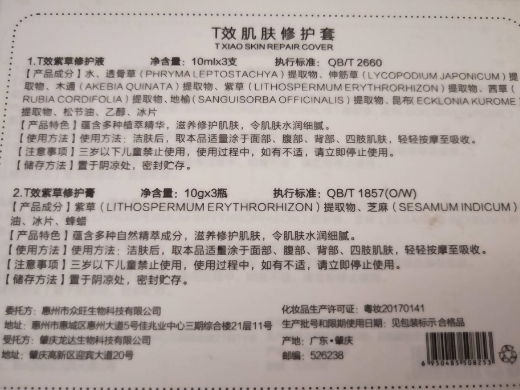 T效肌肤修护套
T XIAO SKIN REPAIR COVER
1.T效紫草修护液 净含量：10mlx3支 执行标准：QB/T 2660
【产品成分】水、透骨草（PHRYMA LEPTOSTACHYA）提取物、伸筋草（LYCOPODIUM JAPONICUM）提
取物、木通（AKEBIA QUINATA）提取物、紫草（LITHOSPERMUM ERYTHRORHIZON）提取物、茜草（
RUBIA CORDIFOLIA）提取物、地榆（SANGUISORBA OFFICINALIS）提取物、昆布（ECKLONIA KUROME
）提取物、松节油、乙醇、冰片
【产品特色】蕴含多种植萃精华，滋养修护肌肤，令肌肤水润细腻。
【使用方法】使用方法：洁肤后，取本品适量涂于面部、腹部、背部、四肢肌肤，轻轻按摩至吸收。
【注意事项】三岁以下儿童禁止使用，使用过程中，如有不适，请立即停止使用。
【储存方法】置于阴凉处，密封贮存。
2.T效紫草修护膏 净含量：10gx3瓶 执行标准：QB/T 1857(O/W)
【产品成分】紫草（LITHOSPERMUM ERYTHRORHIZON）提取物、芝麻（SESAMUM INDICUM）
油、冰片、蜂蜡
【产品特色】蕴含多种自然精萃成分，滋养修护肌肤，令肌肤水润细腻。
【使用方法】使用方法：洁肤后，取本品适量涂于面部、腹部、背部、四肢肌肤，轻轻按摩至吸收。
【注意事项】三岁以下儿童禁止使用，使用过程中，如有不适，请立即停止使用。
【储存方法】置于阴凉处，密封贮存。
委托方：惠州市众旺生物科技有限公司
地址：惠州市惠城区惠州大道5号佳兆业中心三期综合楼21层11号
受托方：肇庆龙达生物科技有限公司
地址：肇庆高新区迎宾大道20号
化妆品生产许可证：粤妆20170141
生产批号和限期使用日期：见包装标示 合格品
产地：广东·肇庆
邮编：526238
6 950485 308253